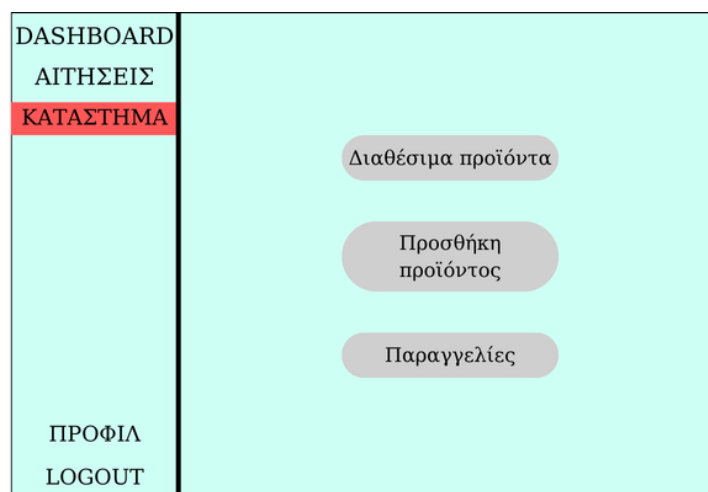 DASHBOARD
ΑΙΤΗΣΕΙΣ
ΚΑΤΑΣΤΗΜΑ
Διαθέσιμα προϊόντα
Προσθήκη
προϊόντος
Παραγγελίες
ΠΡΟΦΙΛ
LOGOUT